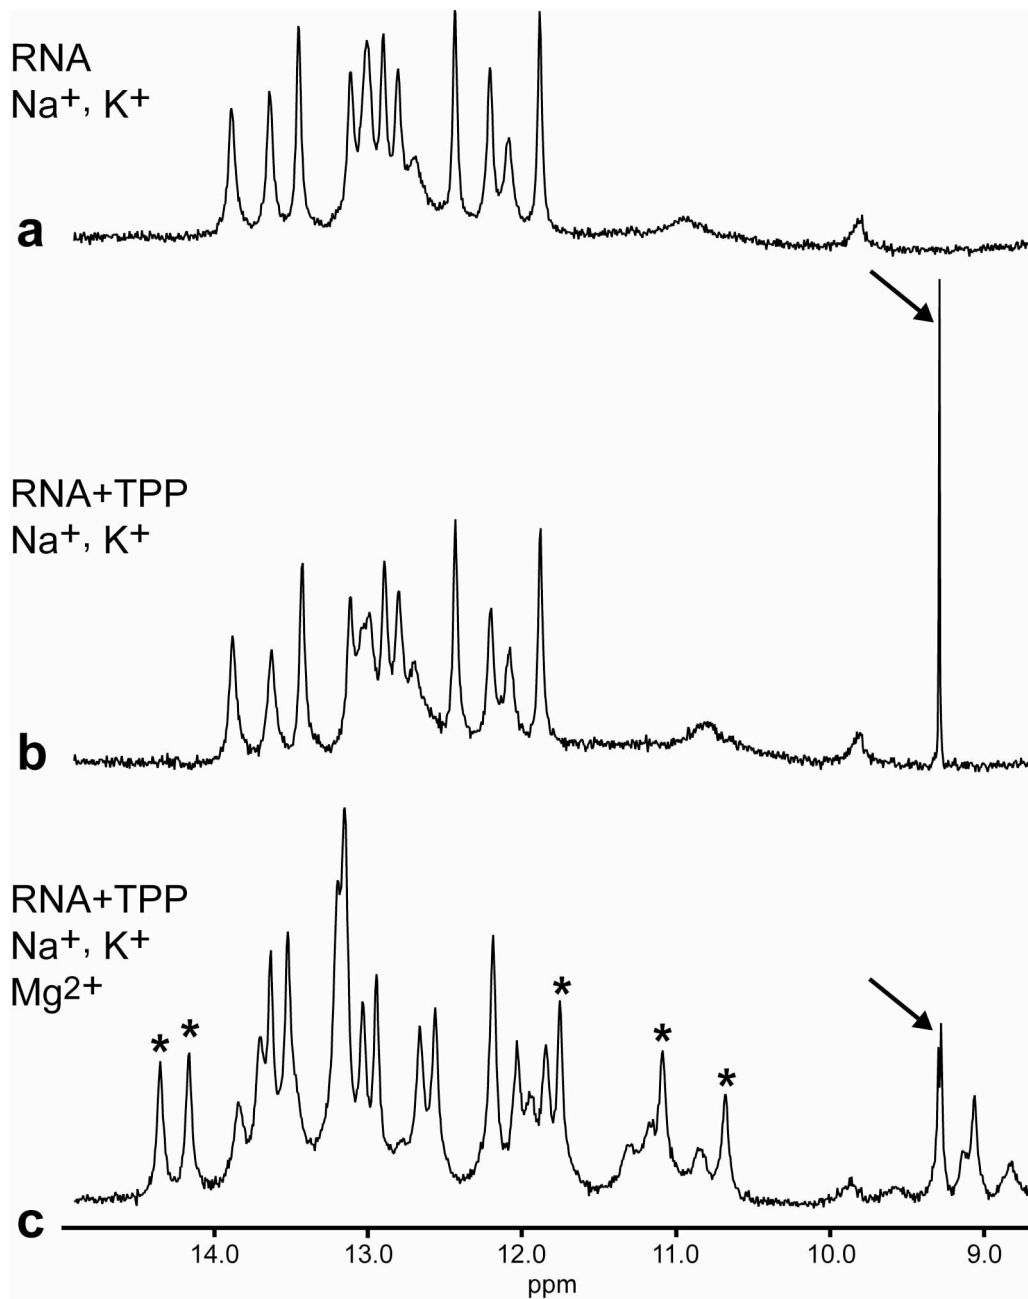 RNA
Na+, K+
a
RNA+TPP
Na+, K+
b
RNA+TPP
Na+, K+
Mg2+
* * * * *
c
14.0 13.0 12.0 11.0 10.0 9.0
ppm